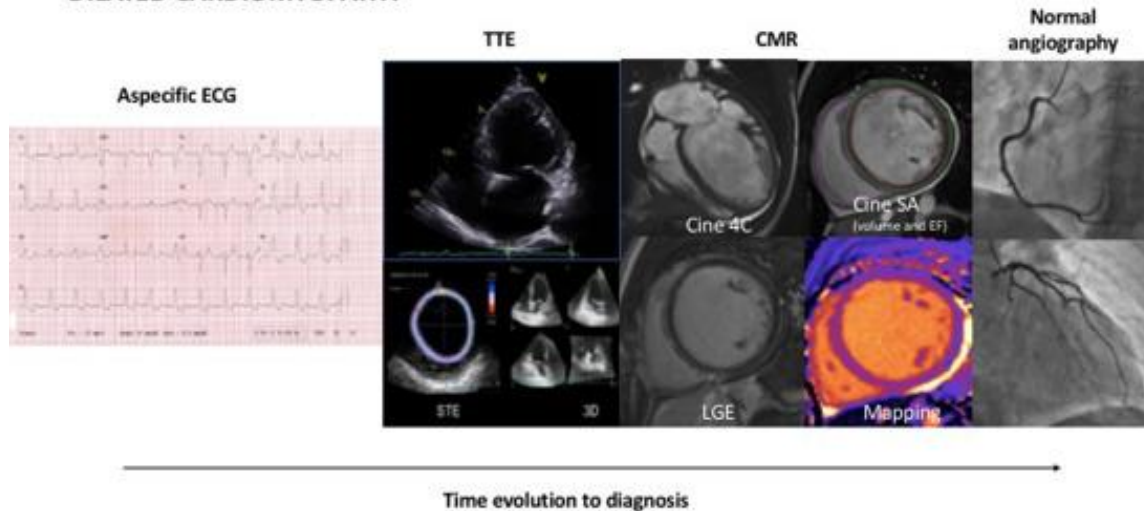 TTE
CMR
Normal
angiography
Aspecific ECG
Cine 4C
Cine SA
(volume and EF)
STE
3D
LGE
Mapping
Time evolution to diagnosis